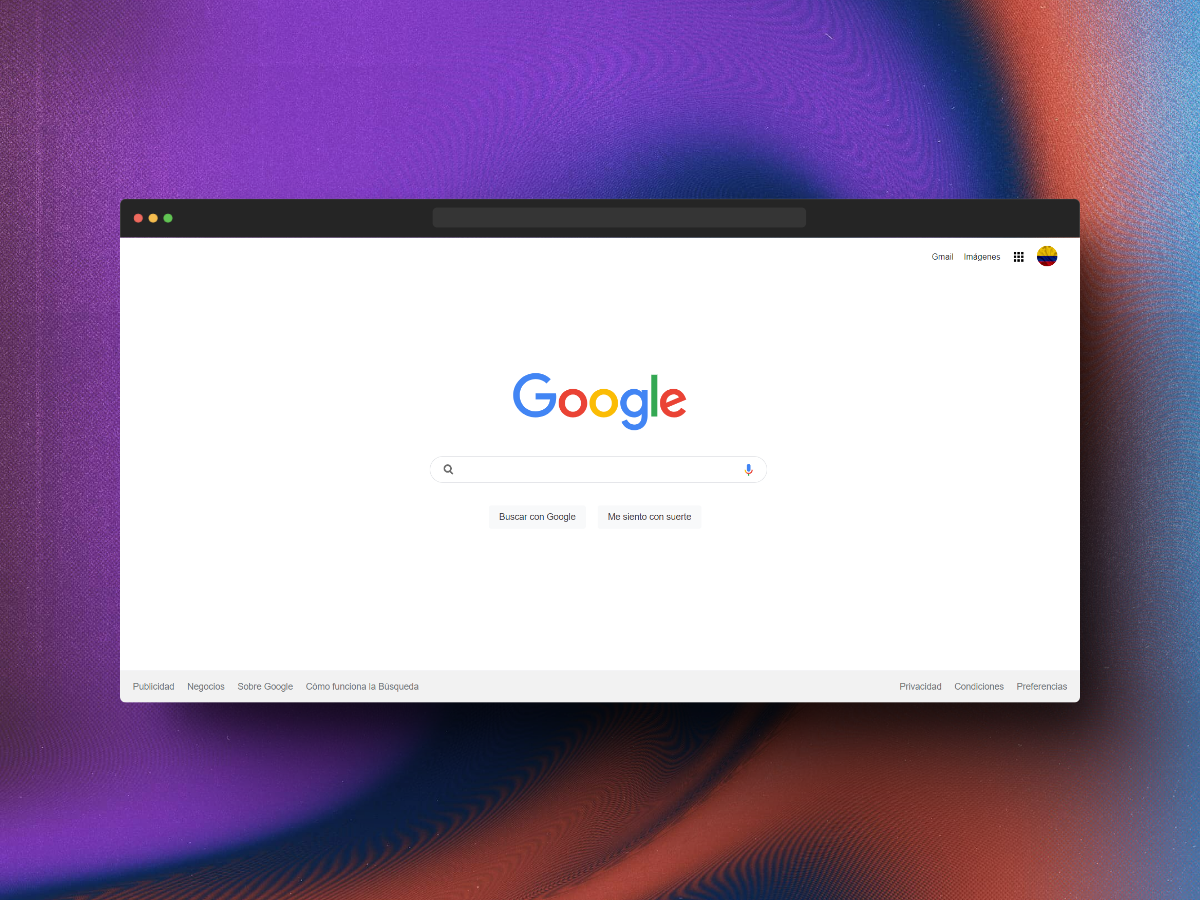 Gmail Imágenes
Google
Buscar con Google Me siento con suerte
Publicidad Negocios Sobre Google Cómo funciona la Búsqueda Privacidad Condiciones Preferencias